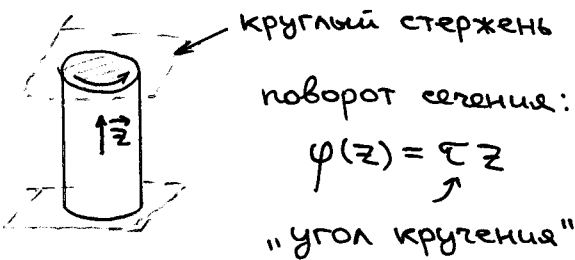 круглый стержень
поворот сечения:
φ(z) = τ z
z⃗
„угол кручения"